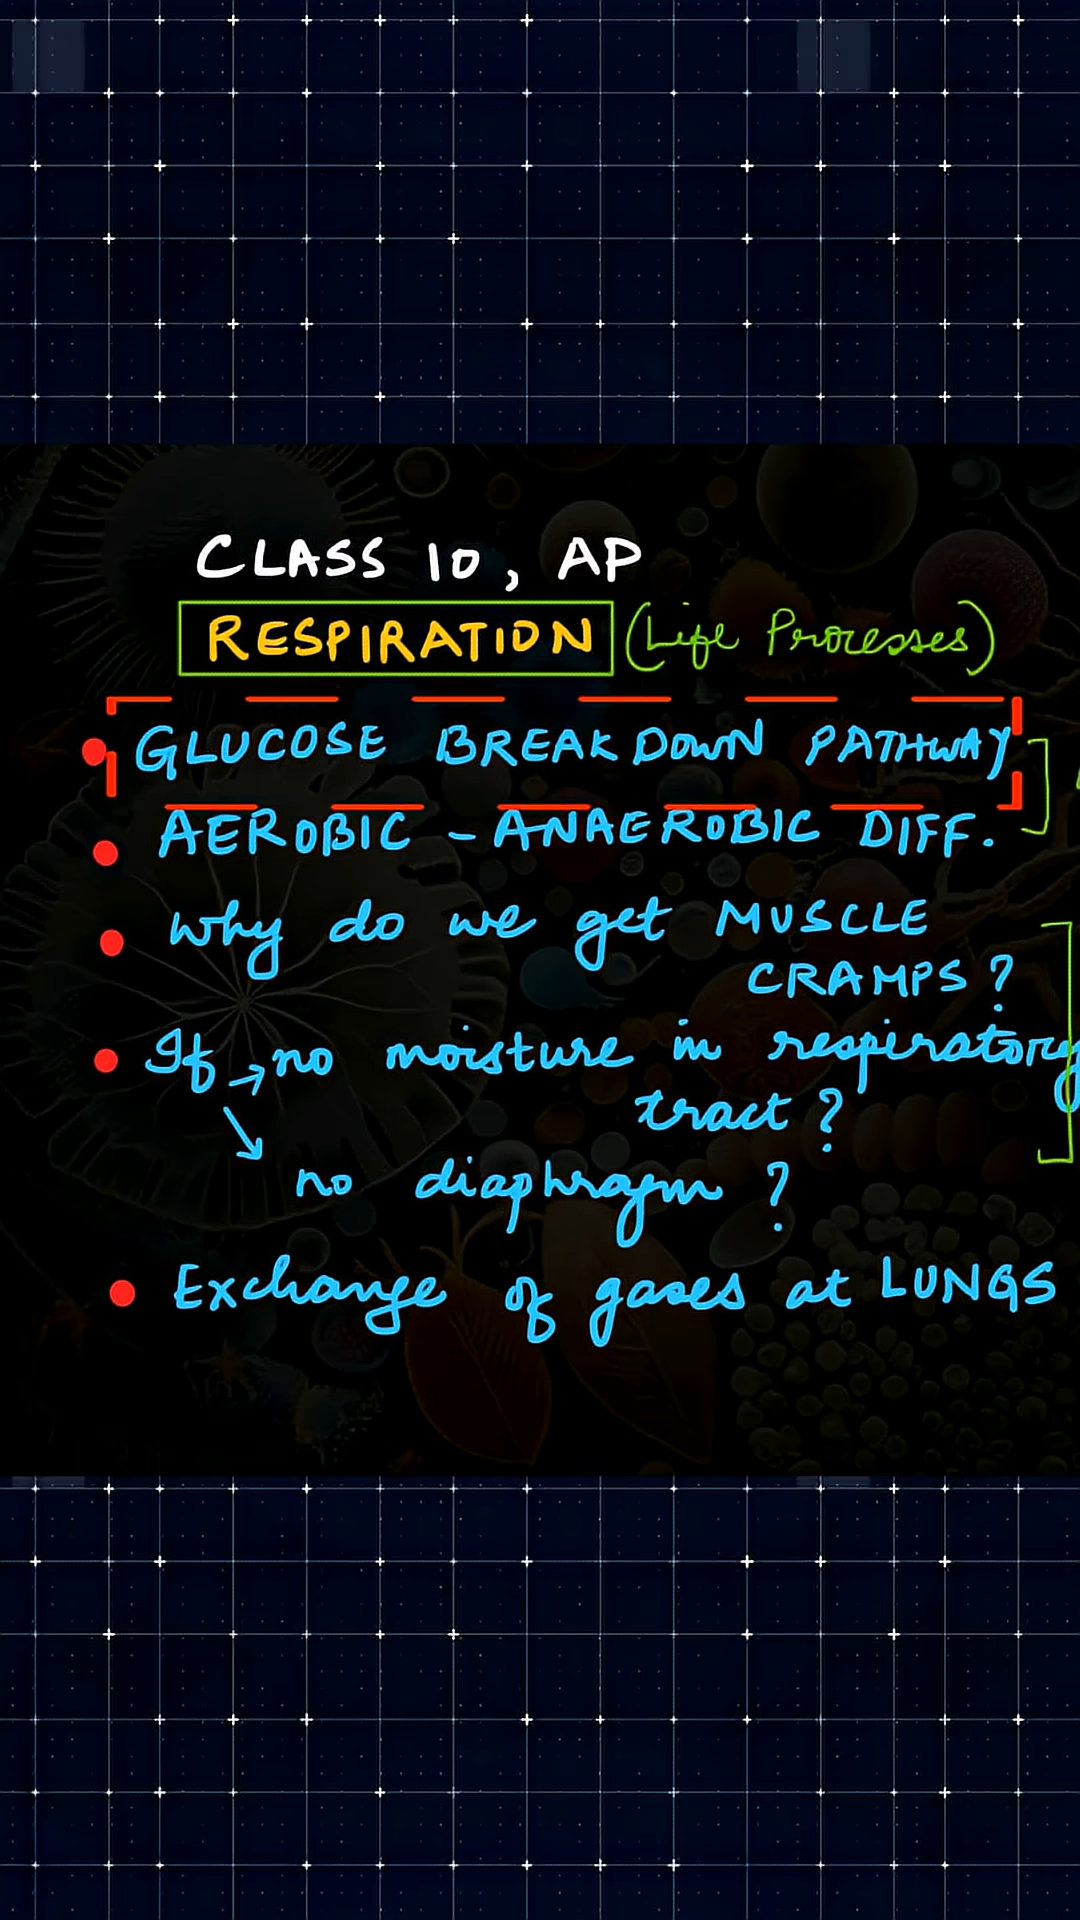 CLASS 10, AP
RESPIRATION (Life Processes)
GLUCOSE BREAKDOWN PATHWAY
AEROBIC - ANAEROBIC DIFF.
Why do we get MUSCLE
CRAMPS?
If → no moisture in respiratory
tract?
↘ no diaphragm?
Exchange of gases at LUNGS